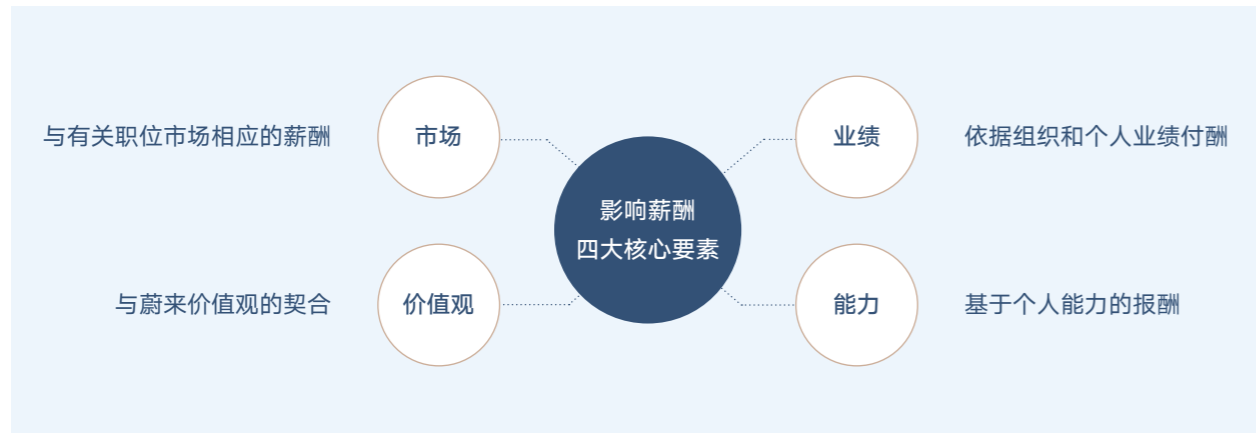 与有关职位市场相应的薪酬
市场
业绩
依据组织和个人业绩付酬
影响薪酬
四大核心要素
与蔚来价值观的契合
价值观
能力
基于个人能力的报酬